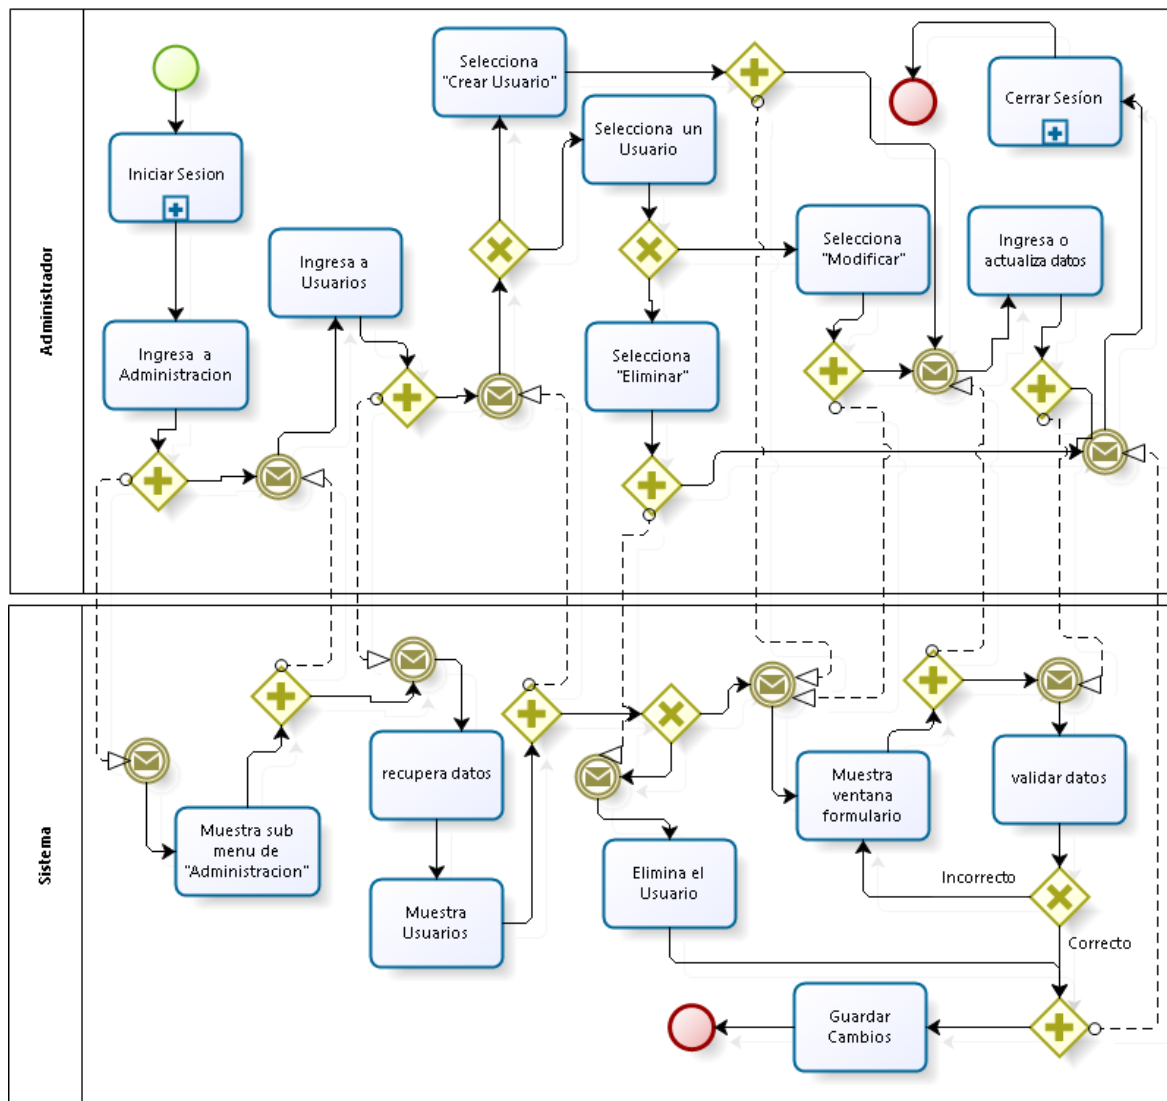 Administrador
Iniciar Sesion
Ingresa a
Administracion
Ingresa a
Usuarios
Selecciona
"Crear Usuario"
Selecciona un
Usuario
Selecciona
"Modificar"
Selecciona
"Eliminar"
Ingresa o
actualiza datos
Cerrar Sesíon
Sistema
Muestra sub
menu de
"Administracion"
recupera datos
Muestra
Usuarios
Elimina el
Usuario
Muestra
ventana
formulario
validar datos
Incorrecto
Correcto
Guardar
Cambios